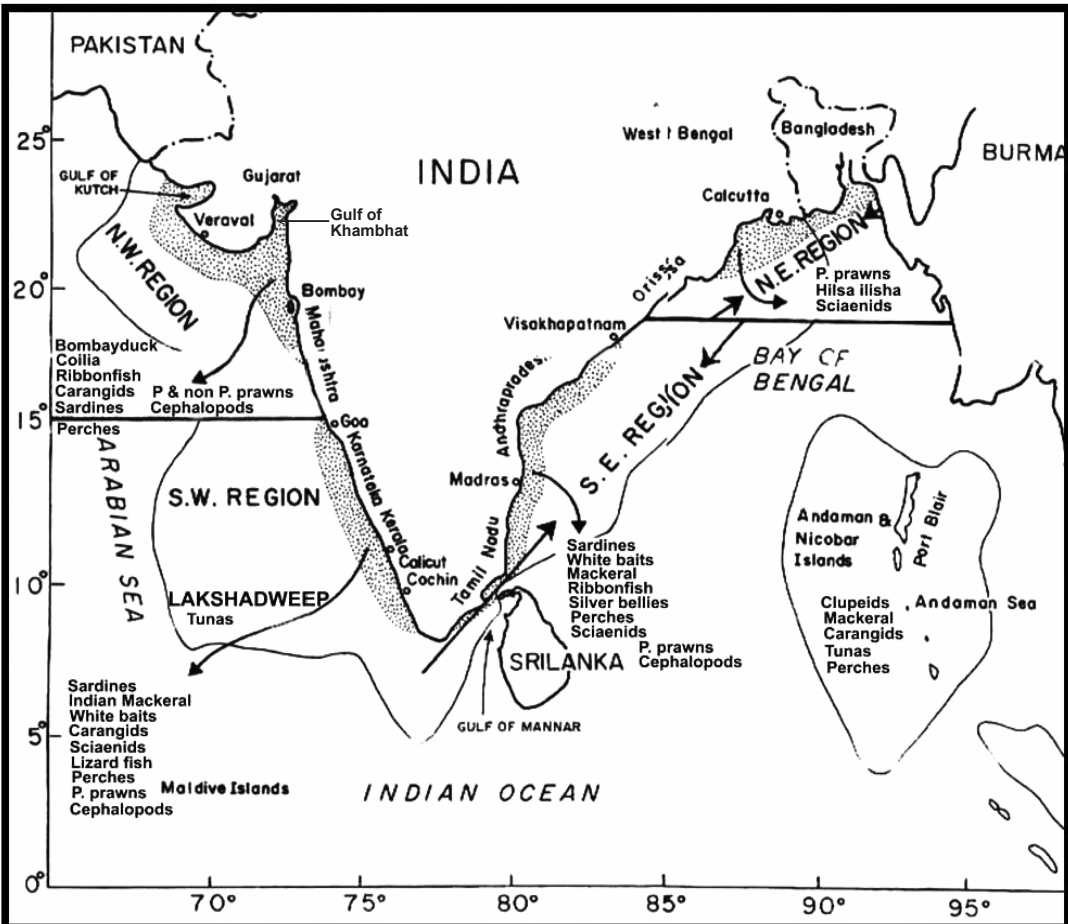 PAKISTAN
INDIA
West Bengal
Bangladesh
BURMA
25°
20°
15°
10°
5°
0°
GULF OF
KUTCH
Gujarat
Veraval
Gulf of
Khambhat
Calcutta
N.W. REGION
N.E. REGION
P. prawns
Hilsa ilisha
Sciaenids
Orissa
Bombay
Maharashtra
Visakhapatnam
BAY OF
BENGAL
Bombayduck
Coilia
Ribbonfish
Carangids
Sardines
P & non P. prawns
Cephalopods
Perches
Goa
Karnataka
Kerala
Andhraprades
S. E. REGION
ARABIAN SEA
S.W. REGION
Madras
Tamil Nadu
Calicut
Cochin
LAKSHADWEEP
Tunas
Sardines
White baits
Mackeral
Ribbonfish
Silver bellies
Perches
Sciaenids
P. prawns
Cephalopods
SRILANKA
GULF OF MANNAR
Andaman &
Nicobar
Islands
Port Blair
Andaman Sea
Clupeids
Mackeral
Carangids
Tunas
Perches
Sardines
Indian Mackeral
White baits
Carangids
Sciaenids
Lizard fish
Perches
P. prawns
Cephalopods
Maldive Islands
INDIAN OCEAN
70°
75°
80°
85°
90°
95°